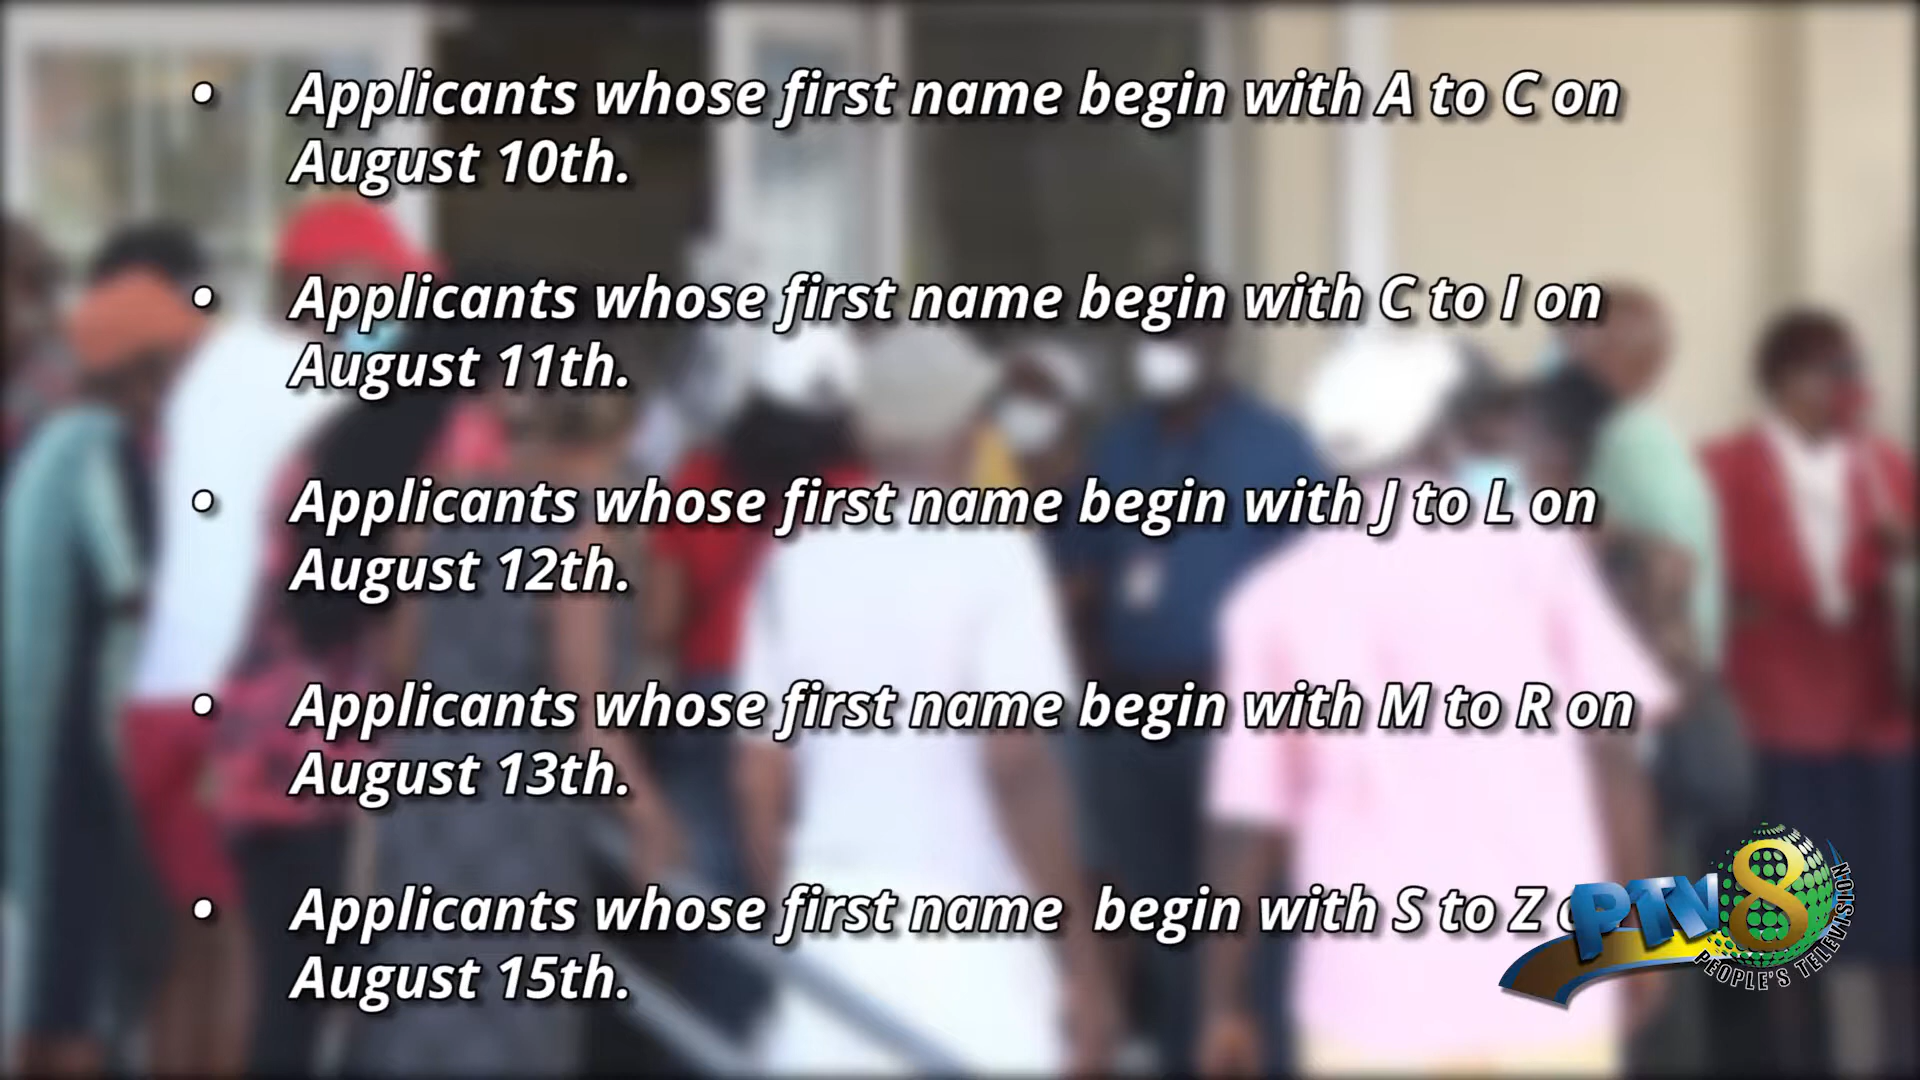 • Applicants whose first name begin with A to C on
August 10th.
• Applicants whose first name begin with C to I on
August 11th.
• Applicants whose first name begin with J to L on
August 12th.
• Applicants whose first name begin with M to R on
August 13th.
• Applicants whose first name begin with S to Z
August 15th.
PTV8
PEOPLE'S TELEVISION